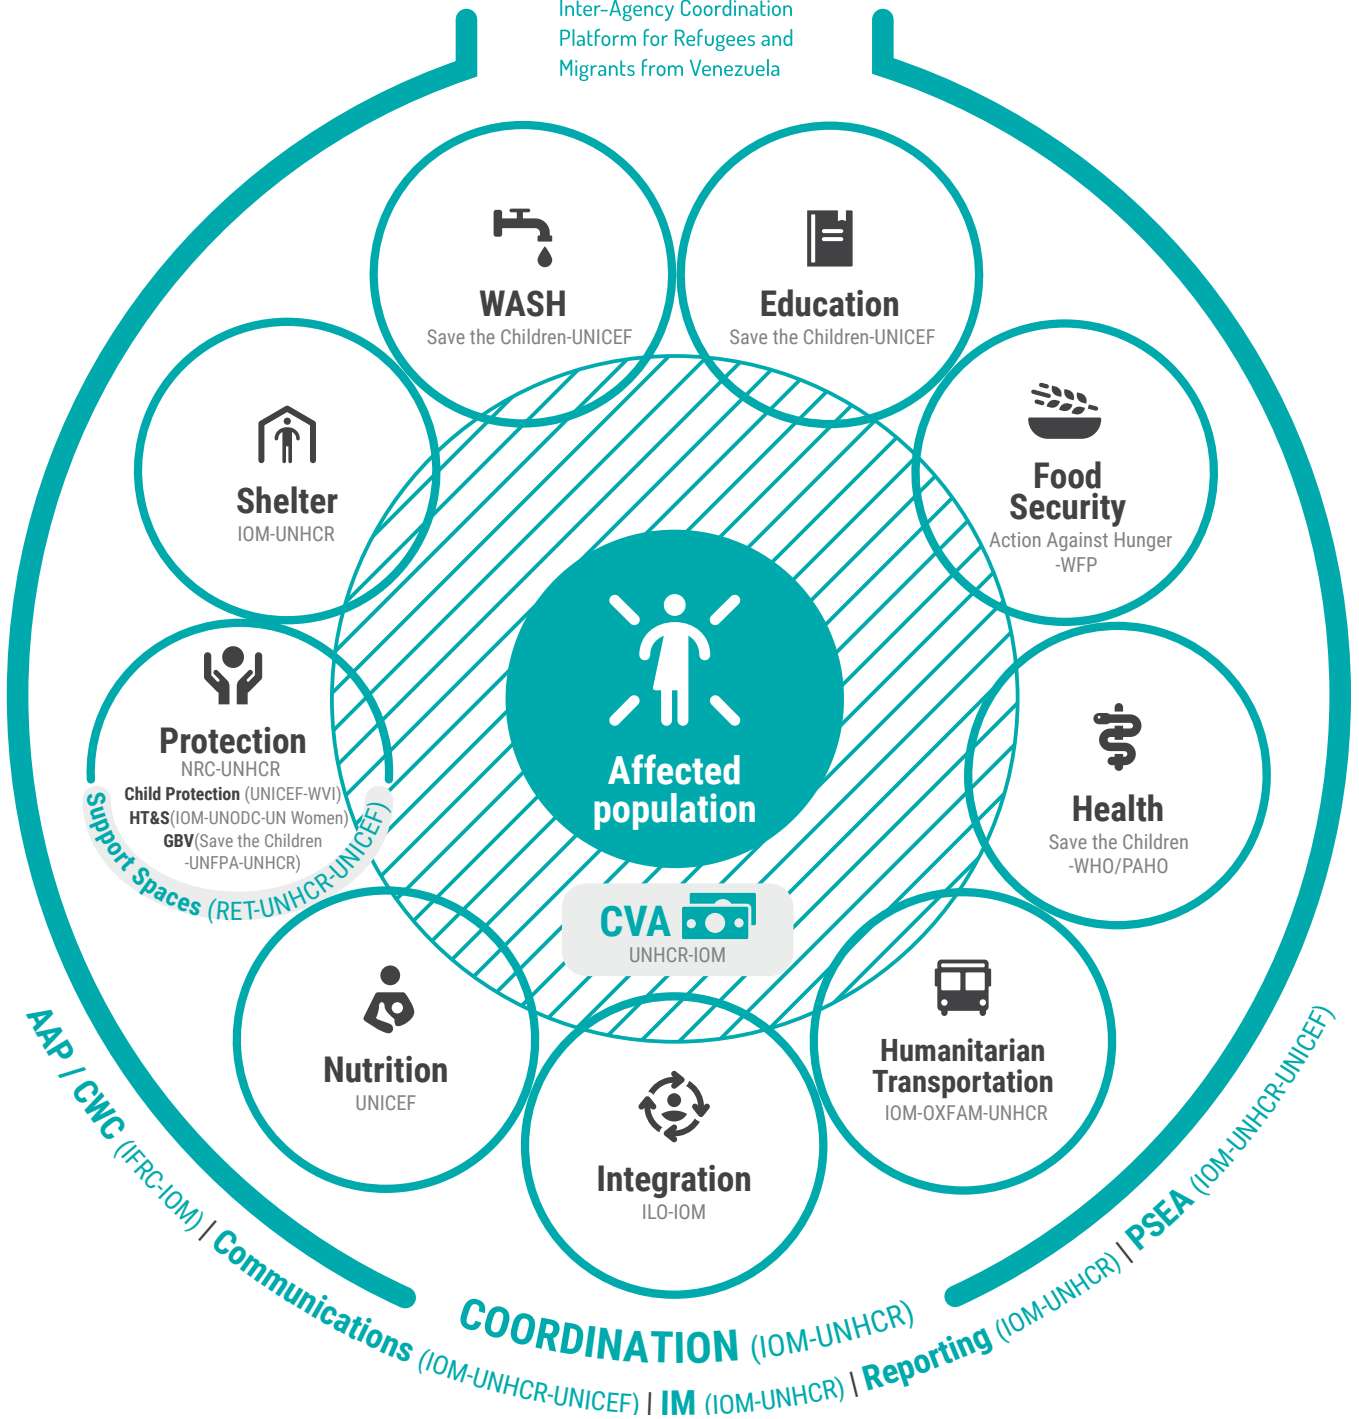 Inter-Agency Coordination
Platform for Refugees and
Migrants from Venezuela
WASH
Save the Children-UNICEF
Education
Save the Children-UNICEF
Shelter
IOM-UNHCR
Food
Security
Action Against Hunger
-WFP
Protection
NRC-UNHCR
Child Protection (UNICEF-WVI)
HT&S(IOM-UNODC-UN Women)
GBV(Save the Children
-UNFPA-UNHCR)
Support Spaces (RET-UNHCR-UNICEF)
Affected
population
Health
Save the Children
-WHO/PAHO
CVA
UNHCR-IOM
Nutrition
UNICEF
Humanitarian
Transportation
IOM-OXFAM-UNHCR
Integration
ILO-IOM
COORDINATION (IOM-UNHCR)
AAP / CWC (IFRC-IOM) | Communications (IOM-UNHCR-UNICEF) | IM (IOM-UNHCR) | Reporting (IOM-UNHCR) | PSEA (IOM-UNHCR-UNICEF)